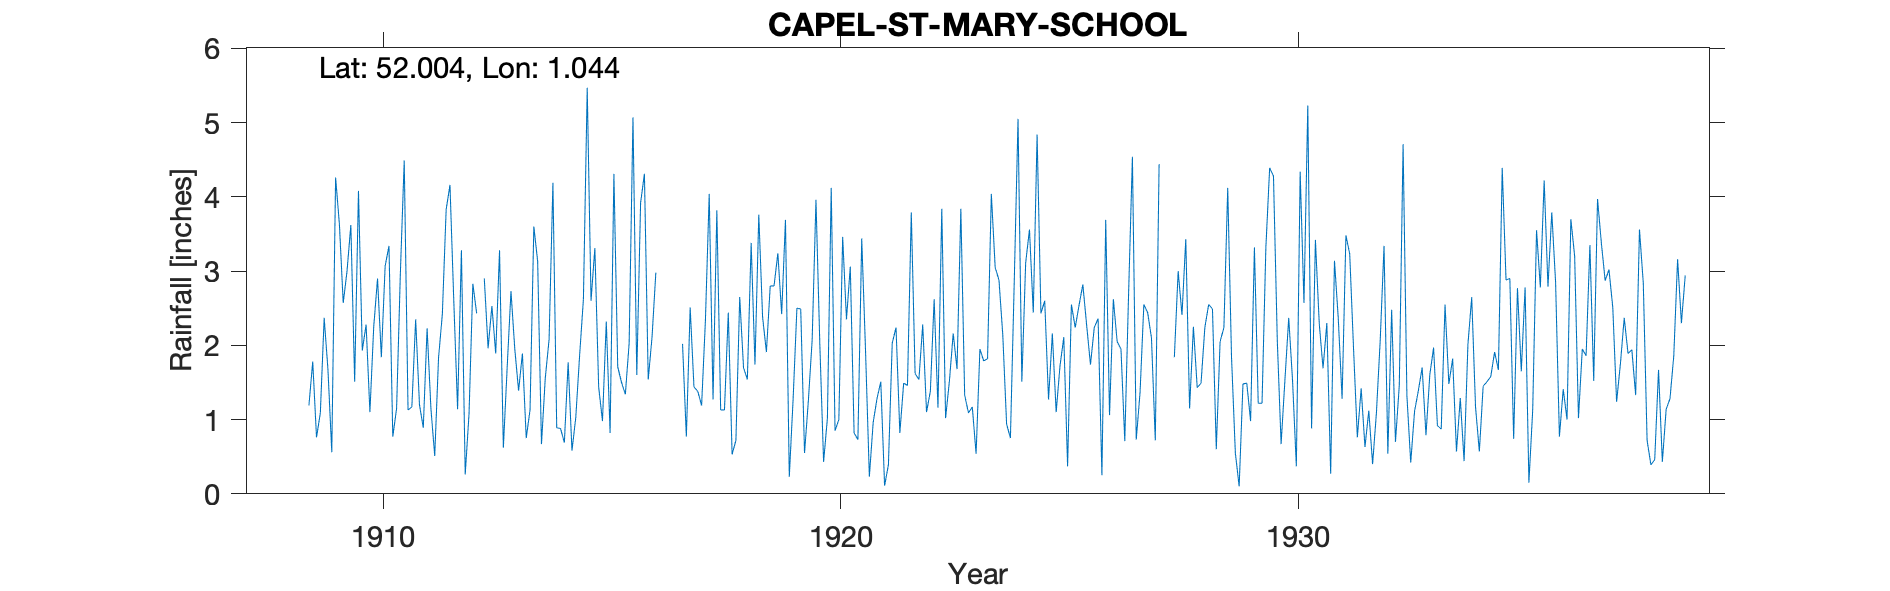 CAPEL-ST-MARY-SCHOOL
Lat: 52.004, Lon: 1.044
Rainfall [inches]
6
5
4
3
2
1
0
1910 1920 1930
Year